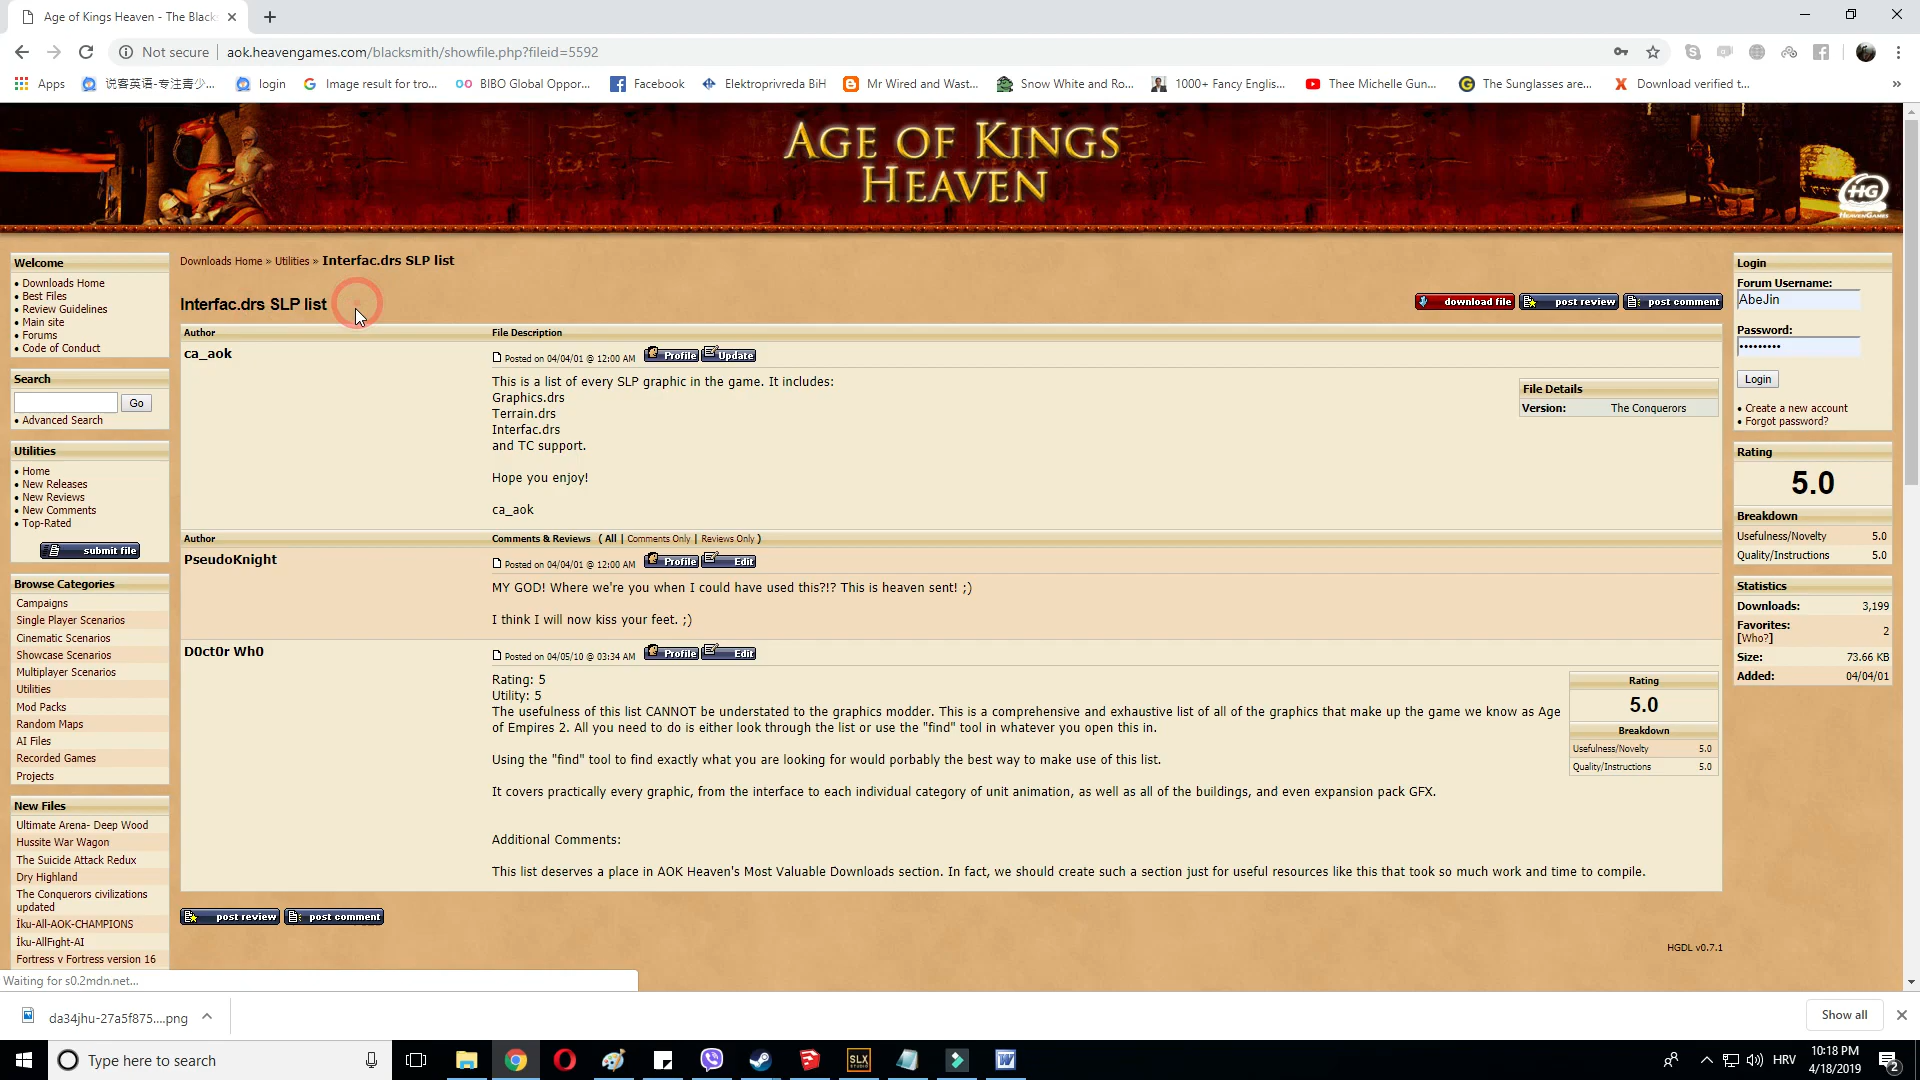 Age of Kings Heaven - The Blacks
Not secure
aok.heavengames.com/blacksmith/showfile.php?fileid=5592
Apps
说客英语-专注青少...
login
Image result for tro...
BIBO Global Oppor...
Facebook
Elektroprivreda BiH
Mr Wired and Wast...
Snow White and Ro...
1000+ Fancy Englis...
Thee Michelle Gun...
The Sunglasses are...
Download verified t...
»
AGE OF KINGS
HEAVEN
HG
HEAVENGAMES
Welcome
• Downloads Home
• Best Files
• Review Guidelines
• Main site
• Forums
• Code of Conduct
Search
Go
• Advanced Search
Utilities
• Home
• New Releases
• New Reviews
• New Comments
• Top-Rated
submit file
Browse Categories
Campaigns
Single Player Scenarios
Cinematic Scenarios
Showcase Scenarios
Multiplayer Scenarios
Utilities
Mod Packs
Random Maps
AI Files
Recorded Games
Projects
New Files
Ultimate Arena- Deep Wood
Hussite War Wagon
The Suicide Attack Redux
Dry Highland
The Conquerors civilizations
updated
İku-All-AOK-CHAMPIONS
İku-AllFıght-AI
Fortress v Fortress version 16
Downloads Home » Utilities » Interfac.drs SLP list
Interfac.drs SLP list
download file
post review
post comment
Author
File Description
ca_aok
Posted on 04/04/01 @ 12:00 AM
Profile
Update
This is a list of every SLP graphic in the game. It includes:
Graphics.drs
Terrain.drs
Interfac.drs
and TC support.
Hope you enjoy!
ca_aok
File Details
Version: The Conquerors
Author
Comments & Reviews ( All | Comments Only | Reviews Only )
PseudoKnight
Posted on 04/04/01 @ 12:00 AM
Profile
Edit
MY GOD! Where we're you when I could have used this?!? This is heaven sent! ;)
I think I will now kiss your feet. ;)
D0ct0r Wh0
Posted on 04/05/10 @ 03:34 AM
Profile
Edit
Rating: 5
Utility: 5
The usefulness of this list CANNOT be understated to the graphics modder. This is a comprehensive and exhaustive list of all of the graphics that make up the game we know as Age
of Empires 2. All you need to do is either look through the list or use the "find" tool in whatever you open this in.
Using the "find" tool to find exactly what you are looking for would porbably the best way to make use of this list.
It covers practically every graphic, from the interface to each individual category of unit animation, as well as all of the buildings, and even expansion pack GFX.
Additional Comments:
This list deserves a place in AOK Heaven's Most Valuable Downloads section. In fact, we should create such a section just for useful resources like this that took so much work and time to compile.
Rating
5.0
Breakdown
Usefulness/Novelty 5.0
Quality/Instructions 5.0
post review
post comment
HGDL v0.7.1
Login
Forum Username:
AbeJin
Password:
•••••••••
Login
• Create a new account
• Forgot password?
Rating
5.0
Breakdown
Usefulness/Novelty 5.0
Quality/Instructions 5.0
Statistics
Downloads: 3,199
Favorites:
[Who?] 2
Size: 73.66 KB
Added: 04/04/01
Waiting for s0.2mdn.net...
da34jhu-27a5f875....png
Show all
Type here to search
SLX
STUDIO
HRV
10:18 PM
4/18/2019
2